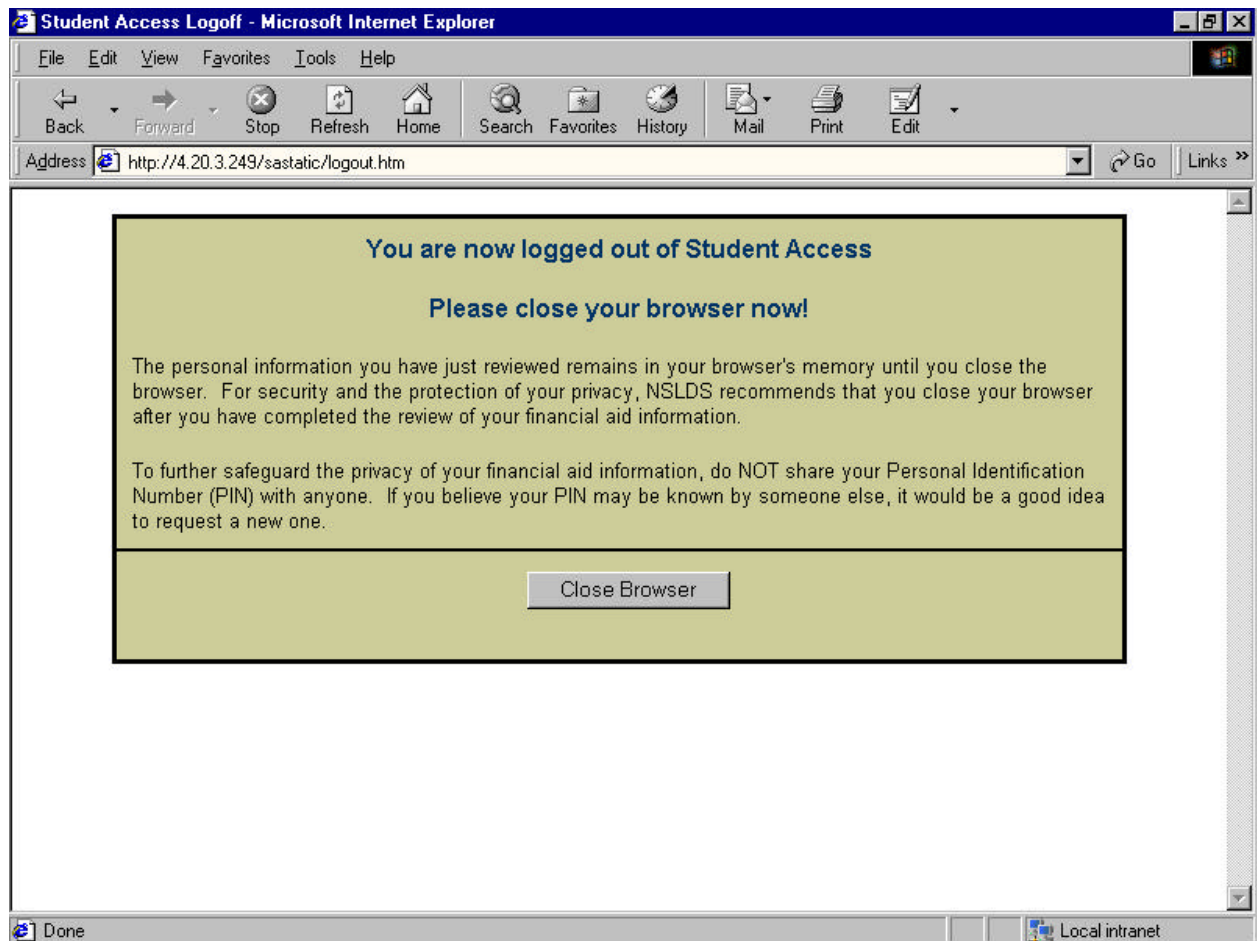 Student Access Logoff - Microsoft Internet Explorer
File Edit View Favorites Tools Help
Back Forward Stop Refresh Home Search Favorites History Mail Print Edit
Address http://4.20.3.249/sastatic/logout.htm Go Links »
You are now logged out of Student Access
Please close your browser now!
The personal information you have just reviewed remains in your browser's memory until you close the
browser. For security and the protection of your privacy, NSLDS recommends that you close your browser
after you have completed the review of your financial aid information.
To further safeguard the privacy of your financial aid information, do NOT share your Personal Identification
Number (PIN) with anyone. If you believe your PIN may be known by someone else, it would be a good idea
to request a new one.
Close Browser
Done Local intranet